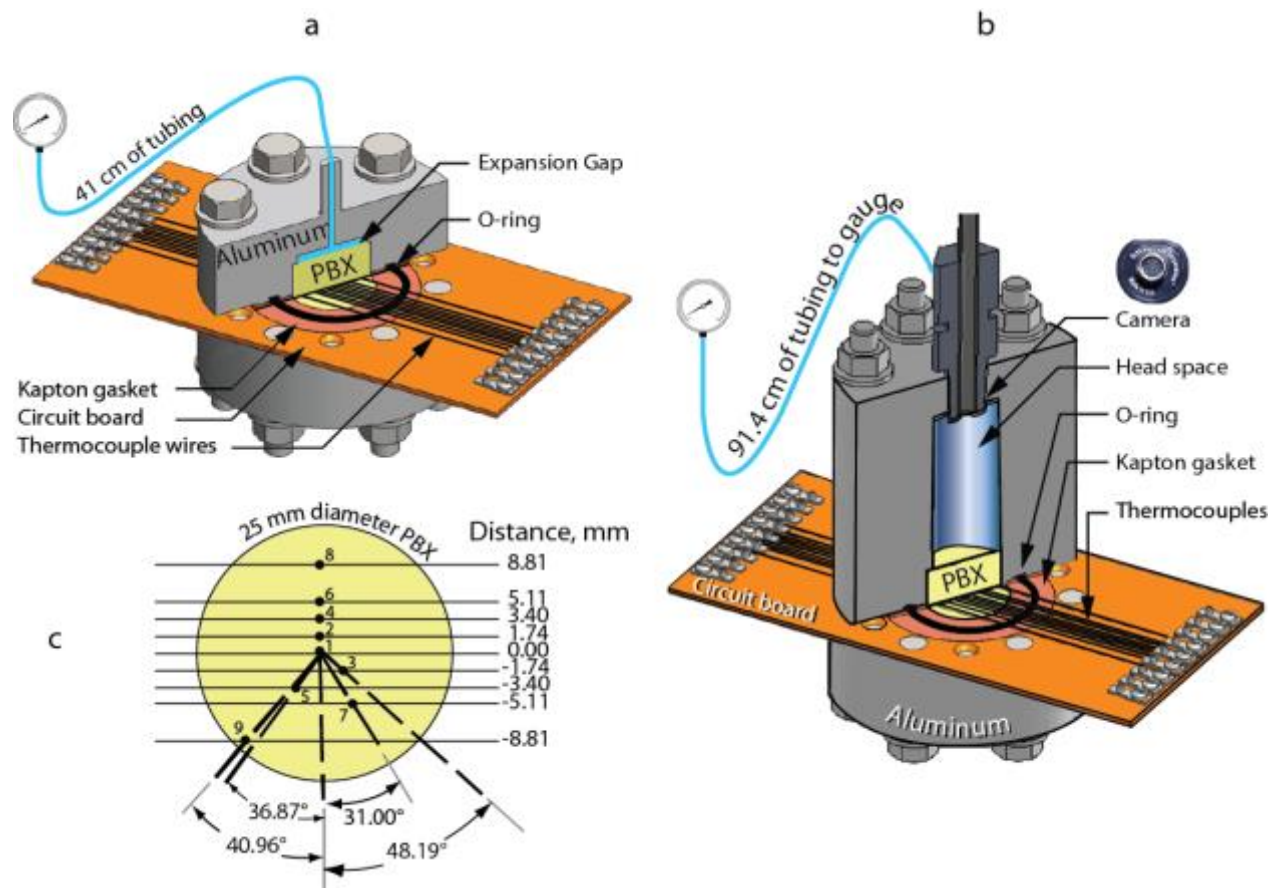 a
41 cm of tubing
Expansion Gap
O-ring
Aluminum
PBX
Kapton gasket
Circuit board
Thermocouple wires
b
91.4 cm of tubing to gauge
Camera
Head space
O-ring
Kapton gasket
Thermocouples
PBX
Circuit board
Aluminum
c
25 mm diameter PBX
Distance, mm
8 8.81
6 5.11
4 3.40
2 1.74
1 0.00
3 -1.74
5 -3.40
7 -5.11
9 -8.81
36.87° 31.00°
40.96° 48.19°